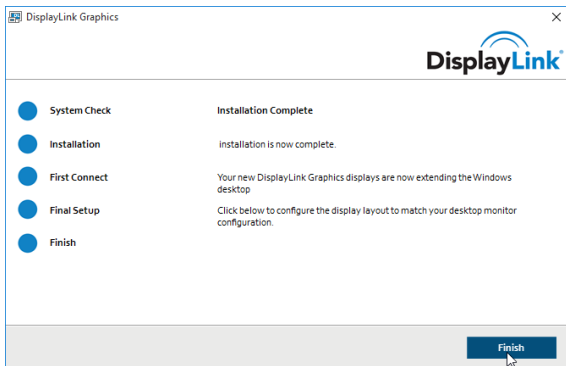 DisplayLink Graphics
DisplayLink®
System Check
Installation Complete
Installation
installation is now complete.
First Connect
Your new DisplayLink Graphics displays are now extending the Windows
desktop
Final Setup
Click below to configure the display layout to match your desktop monitor
configuration.
Finish
Finish